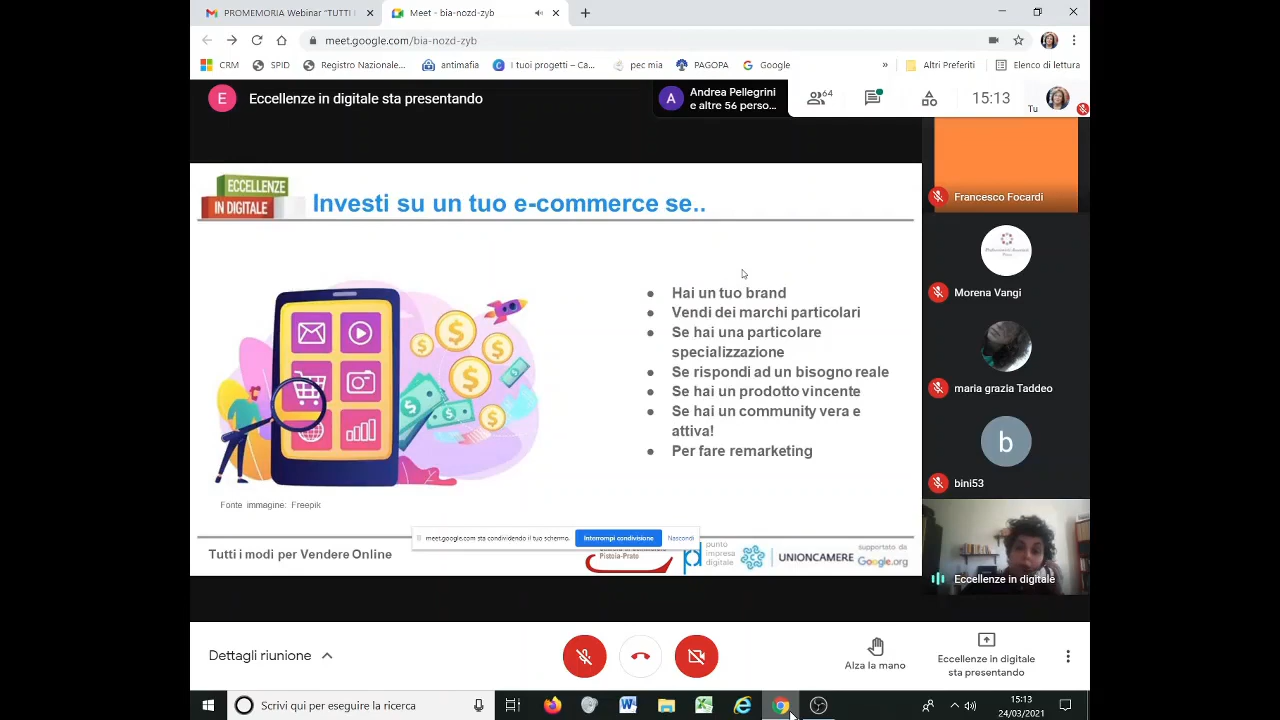 PROMEMORIA Webinar "TUTTI I
Meet - bia-nozd-zyb
meet.google.com/bia-nozd-zyb
CRM
SPID
Registro Nazionale...
antimafia
I tuoi progetti – Ca...
pec mia
PAGOPA
Google
»
Altri Preferiti
Elenco di lettura
E
Eccellenze in digitale sta presentando
A
Andrea Pellegrini
e altre 56 perso...
64
15:13
Tu
ECCELLENZE
IN DIGITALE
Investi su un tuo e-commerce se..
● Hai un tuo brand
● Vendi dei marchi particolari
● Se hai una particolare
specializzazione
● Se rispondi ad un bisogno reale
● Se hai un prodotto vincente
● Se hai un community vera e
attiva!
● Per fare remarketing
Fonte immagine: Freepik
meet.google.com sta condividendo il tuo schermo.
Interrompi condivisione
Nascondi
Tutti i modi per Vendere Online
Pistoia-Prato
punto
impresa
digitale
UNIONCAMERE
supportato da
Google.org
Francesco Focardi
Morena Vangi
maria grazia Taddeo
b
bini53
Eccellenze in digitale
Dettagli riunione
Alza la mano
Eccellenze in digitale
sta presentando
Scrivi qui per eseguire la ricerca
15:13
24/03/2021